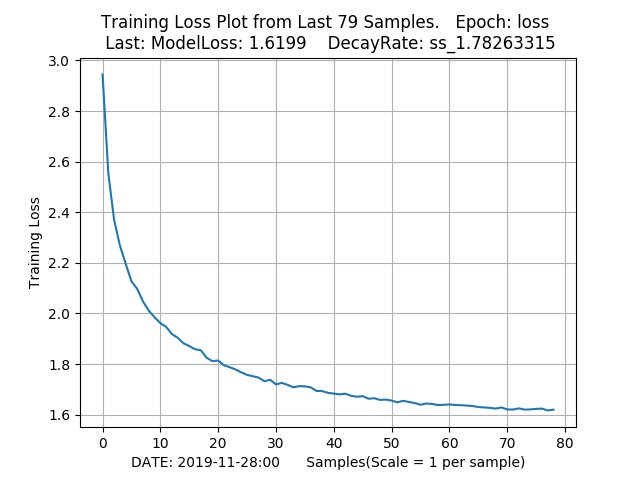 Training Loss Plot from Last 79 Samples.   Epoch: loss
Last: ModelLoss: 1.6199    DecayRate: ss_1.78263315
3.0
2.8
2.6
2.4
2.2
2.0
1.8
1.6
Training Loss
0 10 20 30 40 50 60 70 80
DATE: 2019-11-28:00      Samples(Scale = 1 per sample)